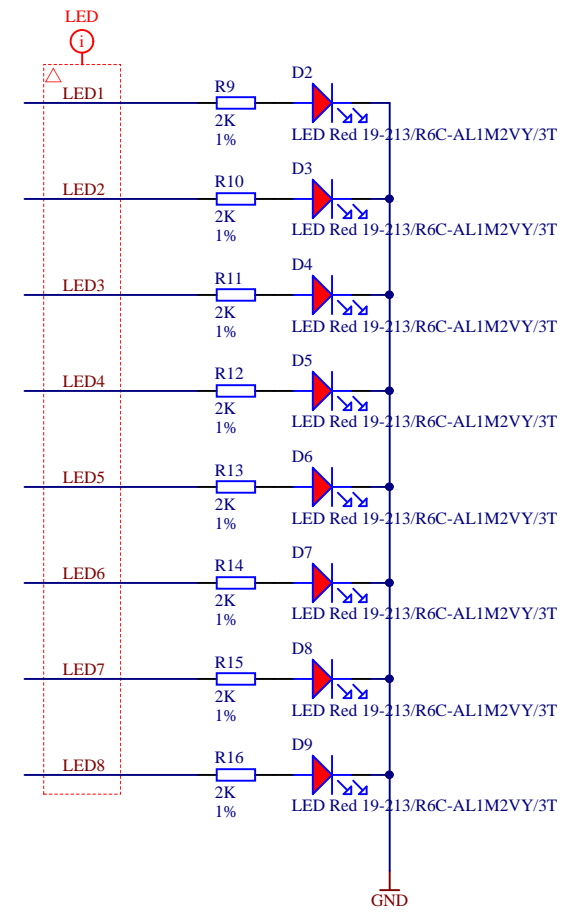 LED
i
LED1
R9
2K
1%
D2
LED Red 19-213/R6C-AL1M2VY/3T
LED2
R10
2K
1%
D3
LED Red 19-213/R6C-AL1M2VY/3T
LED3
R11
2K
1%
D4
LED Red 19-213/R6C-AL1M2VY/3T
LED4
R12
2K
1%
D5
LED Red 19-213/R6C-AL1M2VY/3T
LED5
R13
2K
1%
D6
LED Red 19-213/R6C-AL1M2VY/3T
LED6
R14
2K
1%
D7
LED Red 19-213/R6C-AL1M2VY/3T
LED7
R15
2K
1%
D8
LED Red 19-213/R6C-AL1M2VY/3T
LED8
R16
2K
1%
D9
LED Red 19-213/R6C-AL1M2VY/3T
GND